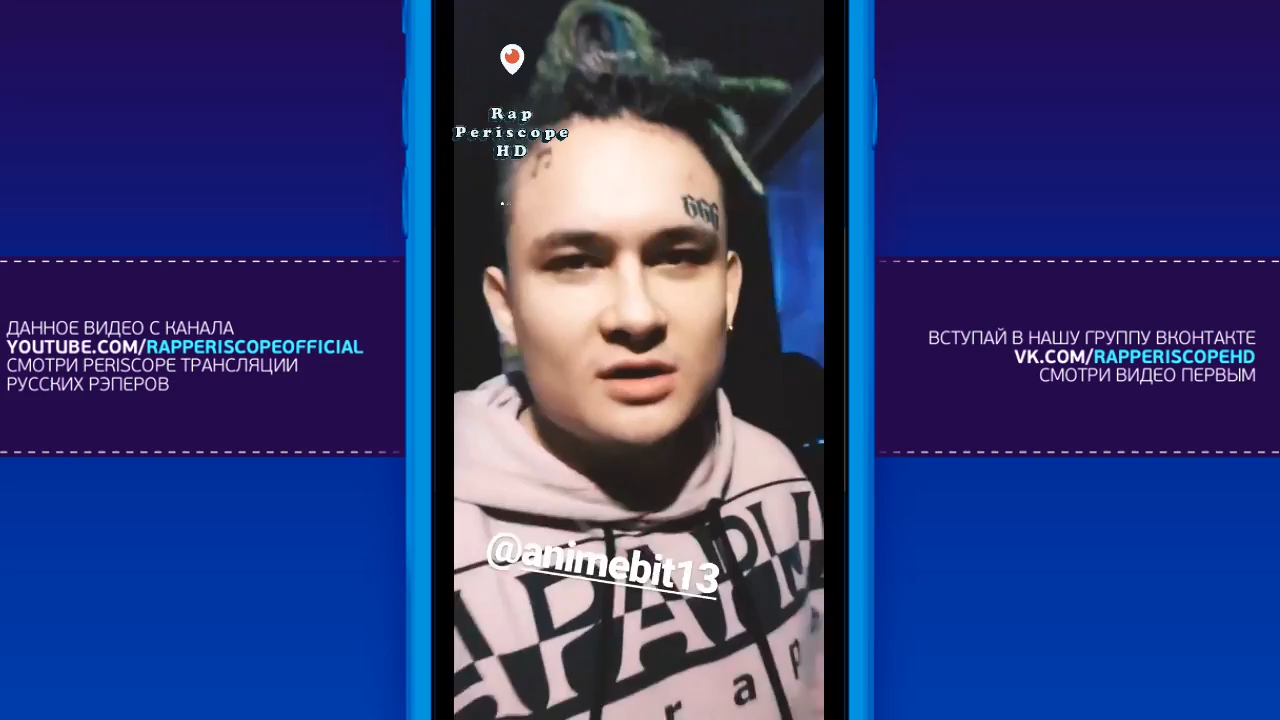 Rap
Periscope
HD
666
ДАННОЕ ВИДЕО С КАНАЛА
YOUTUBE.COM/RAPPERISCOPEOFFICIAL
СМОТРИ PERISCOPE ТРАНСЛЯЦИИ
РУССКИХ РЭПЕРОВ
ВСТУПАЙ В НАШУ ГРУППУ ВКОНТАКТЕ
VK.COM/RAPPERISCOPEHD
СМОТРИ ВИДЕО ПЕРВЫМ
@animebit13